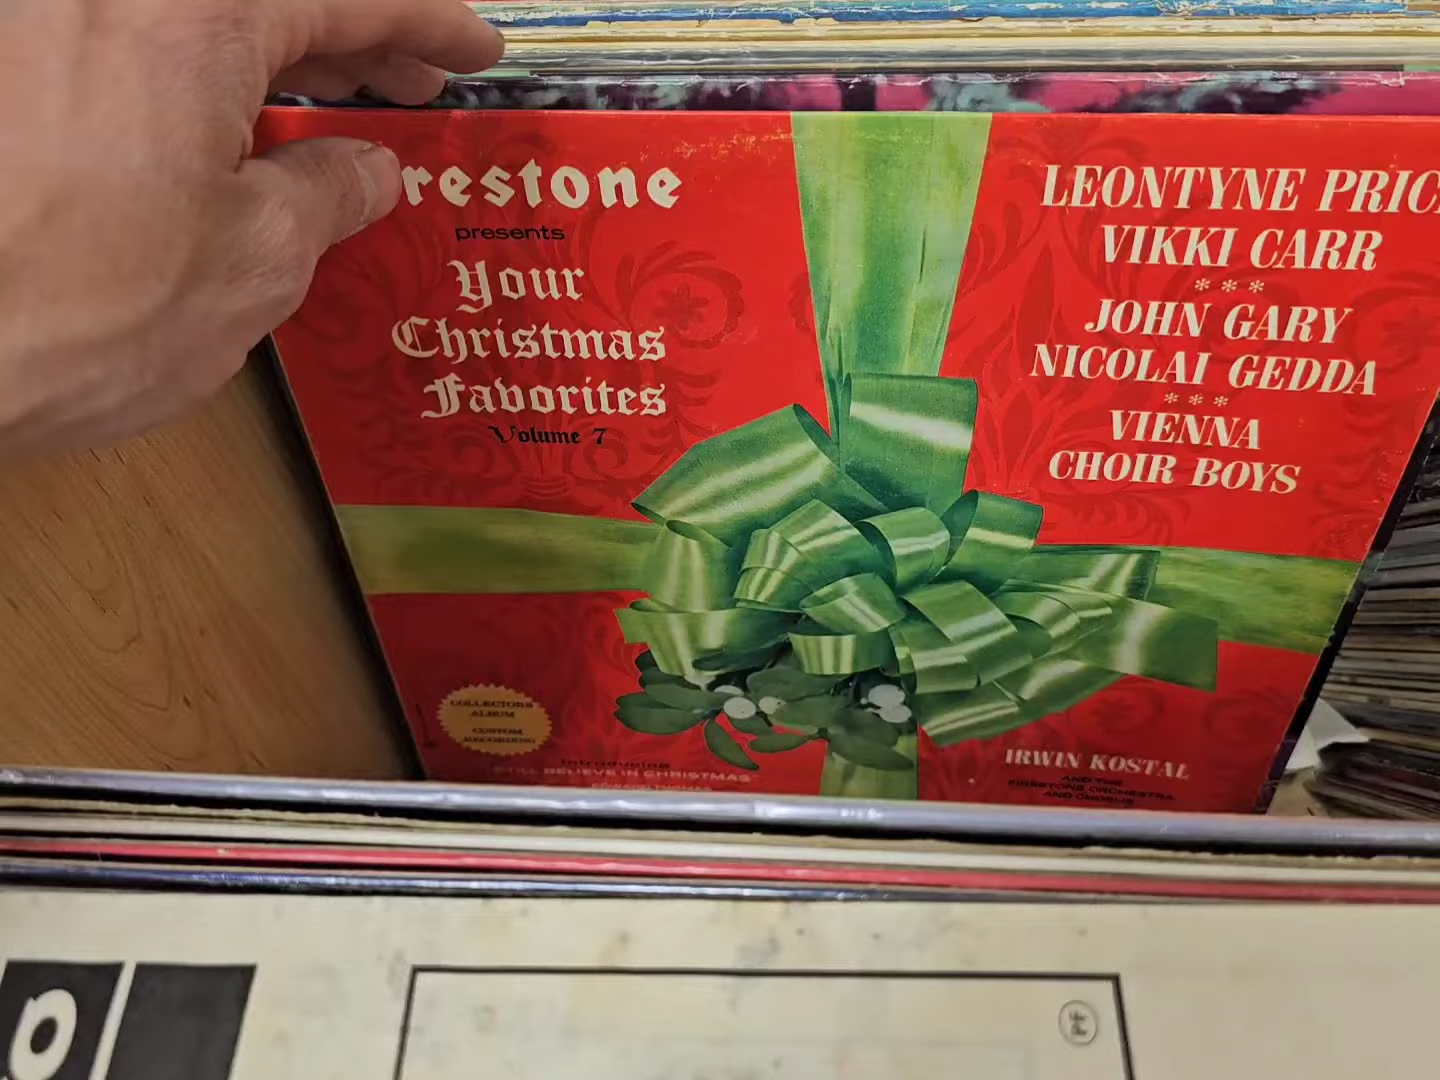 restone
presents
Your
Christmas
Favorites
Volume 7
LEONTYNE PRIC
VIKKI CARR
***
JOHN GARY
NICOLAI GEDDA
***
VIENNA
CHOIR BOYS
COLLECTORS
ALBUM
CUSTOM
RECORDING
introducing
STILL BELIEVE IN CHRISTMAS
IRWIN KOSTAL
AND THE
FIRESTONE ORCHESTRA
AND CHORUS